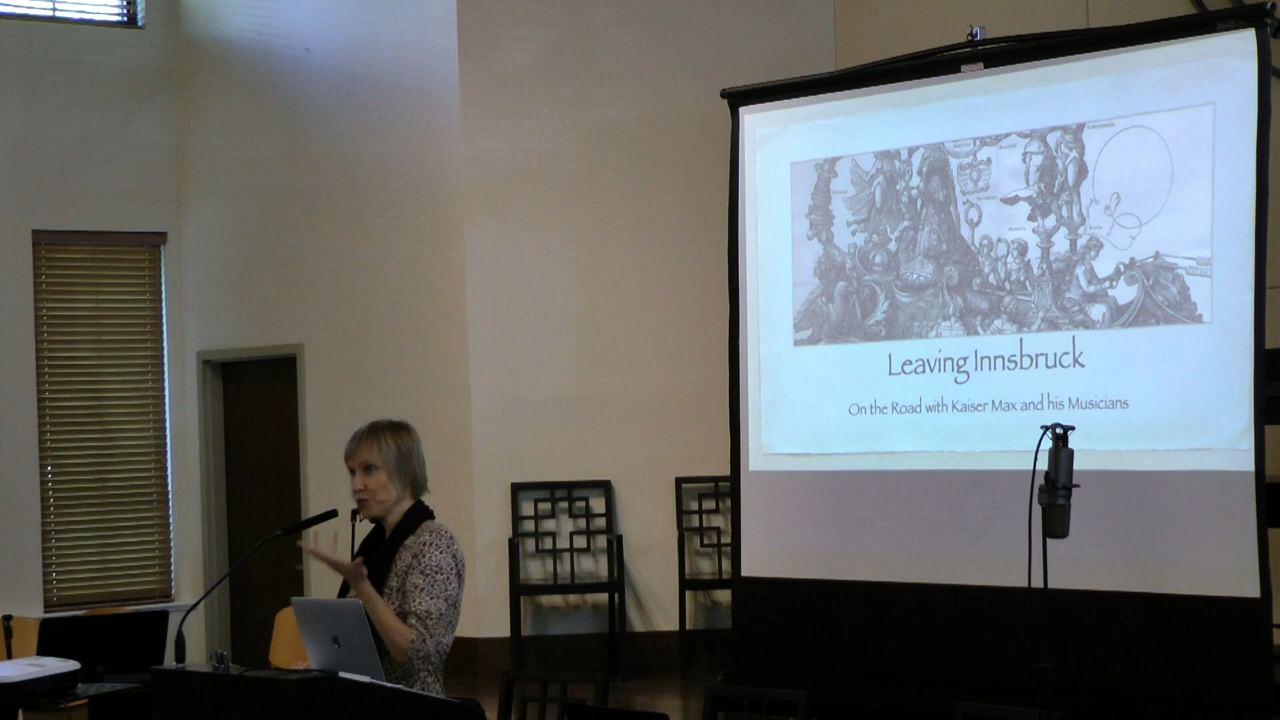 Leaving Innsbruck
On the Road with Kaiser Max and his Musicians